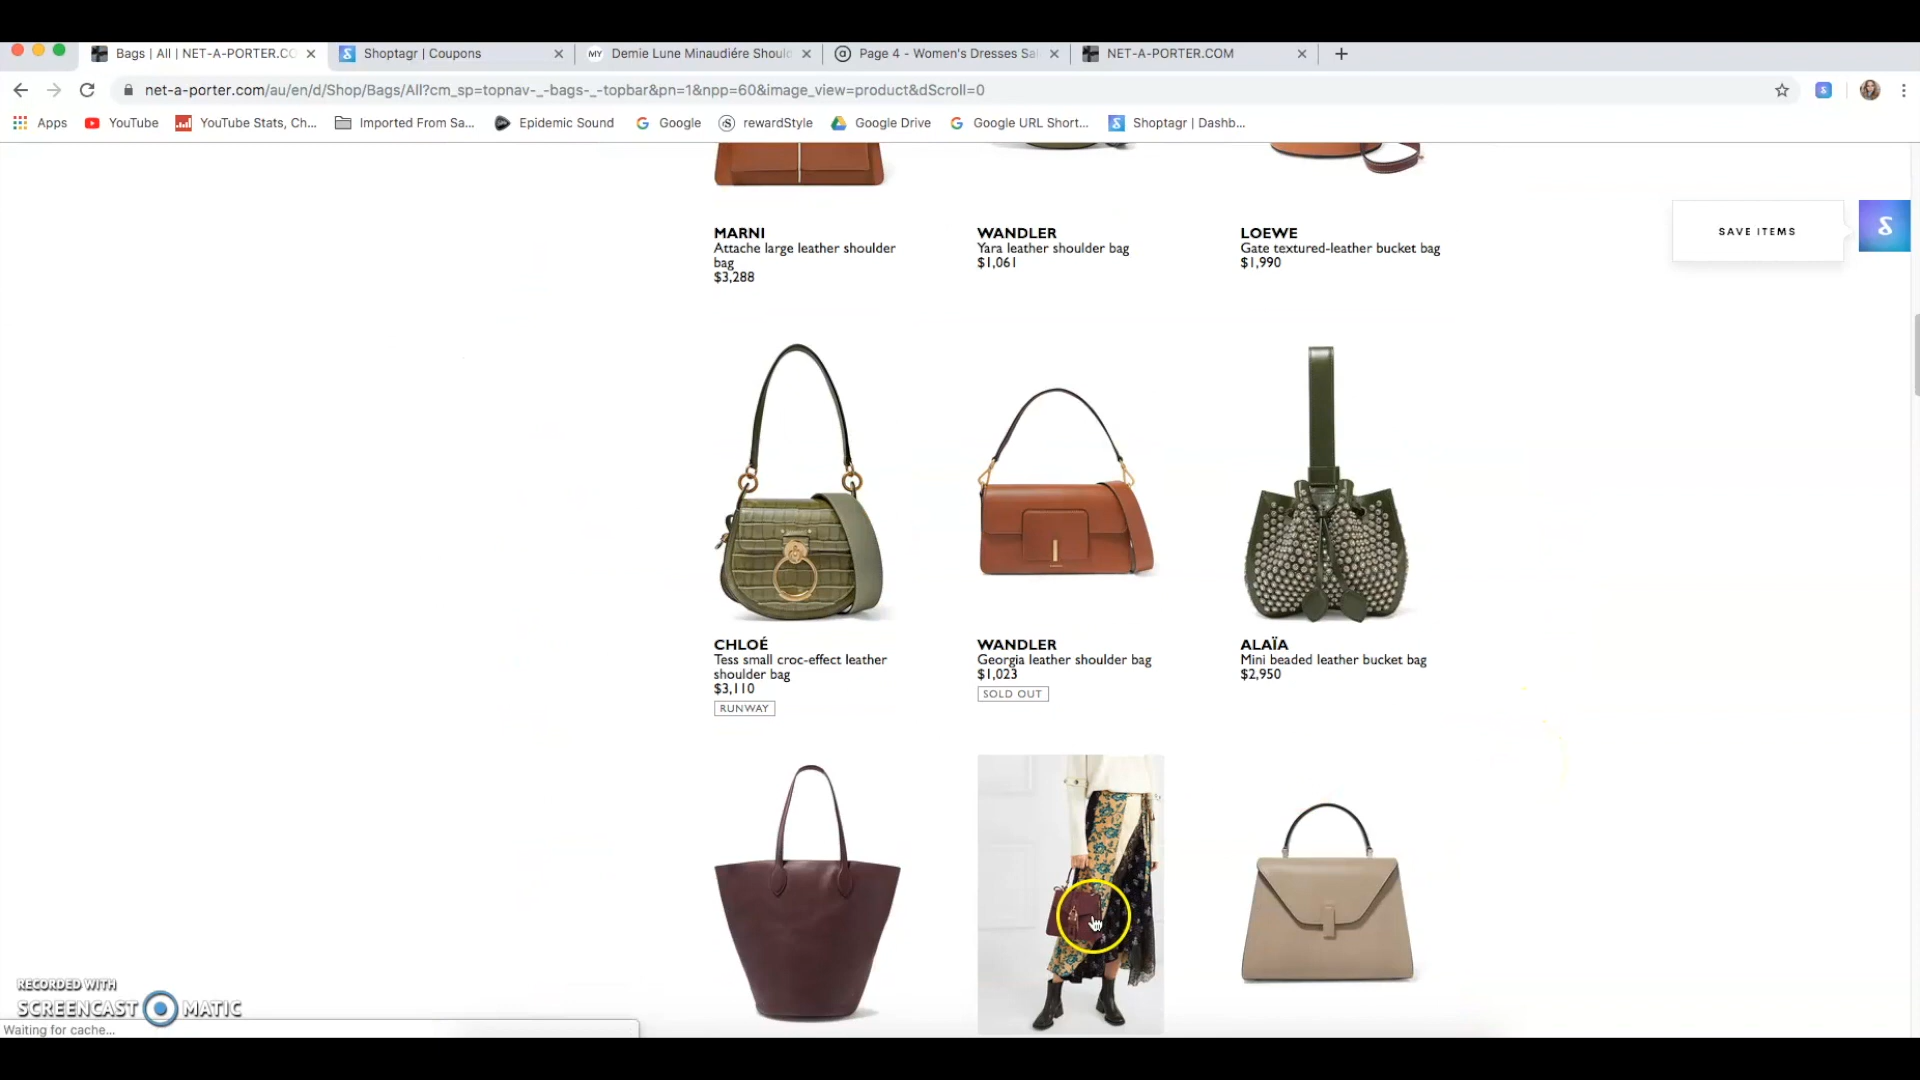 Bags | All | NET-A-PORTER.CO
Shoptagr | Coupons
MY Demie Lune Minaudiére Should
Page 4 - Women's Dresses Sal
NET-A-PORTER.COM
net-a-porter.com/au/en/d/Shop/Bags/All?cm_sp=topnav-_-bags-_-topbar&pn=1&npp=60&image_view=product&dScroll=0
Apps
YouTube
YouTube Stats, Ch...
Imported From Sa...
Epidemic Sound
Google
rewardStyle
Google Drive
Google URL Short...
Shoptagr | Dashb...
SAVE ITEMS
MARNI
Attache large leather shoulder
bag
$3,288
WANDLER
Yara leather shoulder bag
$1,061
LOEWE
Gate textured-leather bucket bag
$1,990
CHLOÉ
Tess small croc-effect leather
shoulder bag
$3,110
RUNWAY
WANDLER
Georgia leather shoulder bag
$1,023
SOLD OUT
ALAÏA
Mini beaded leather bucket bag
$2,950
RECORDED WITH
SCREENCAST MATIC
Waiting for cache...